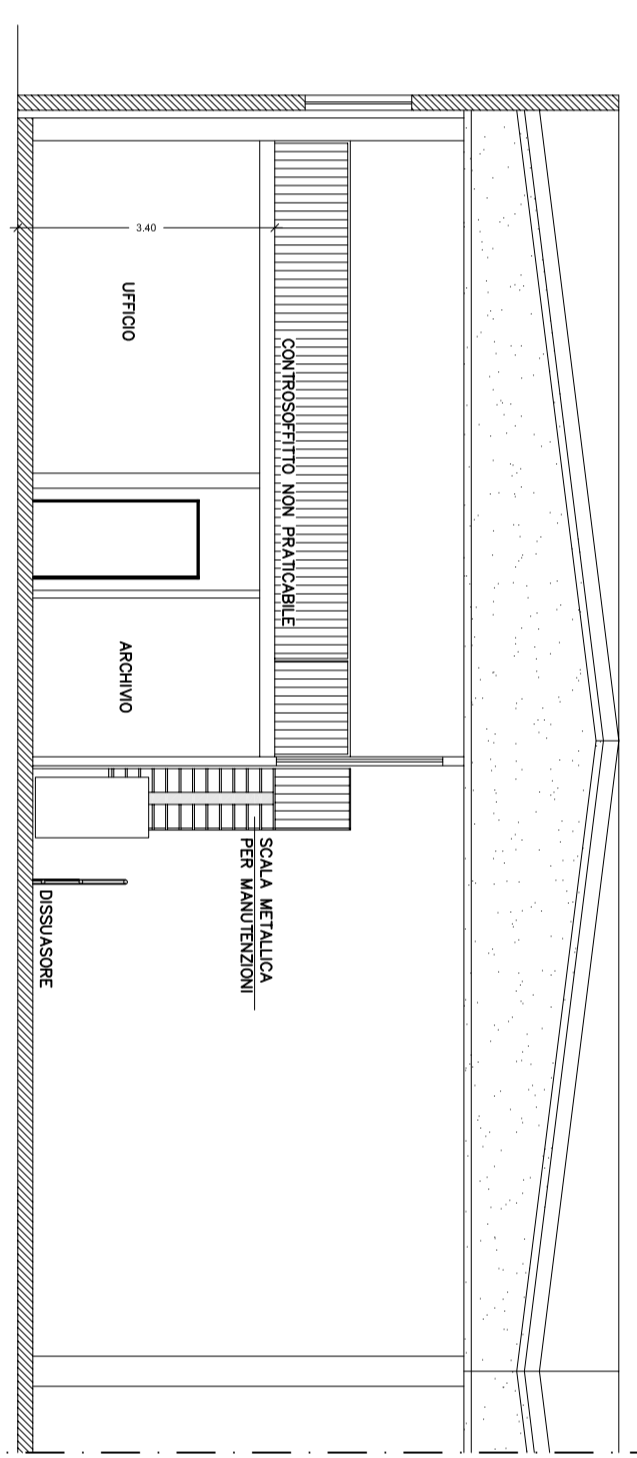 3.40
UFFICIO
CONTROSOFFITTO NON PRATICABILE
ARCHIVIO
SCALA METALLICA
PER MANUTENZIONI
DISSUASORE